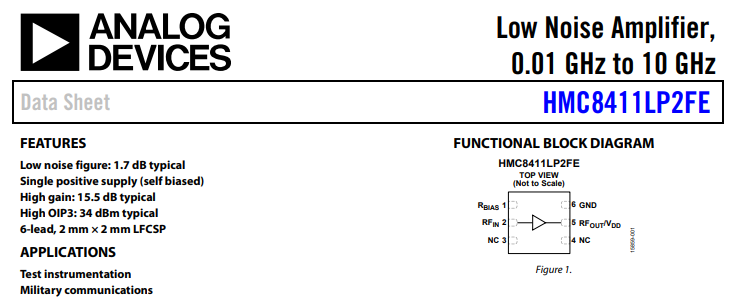 ANALOG
DEVICES
Low Noise Amplifier,
0.01 GHz to 10 GHz
Data Sheet
HMC8411LP2FE
FEATURES
Low noise figure: 1.7 dB typical
Single positive supply (self biased)
High gain: 15.5 dB typical
High OIP3: 34 dBm typical
6-lead, 2 mm × 2 mm LFCSP
APPLICATIONS
Test instrumentation
Military communications
FUNCTIONAL BLOCK DIAGRAM
HMC8411LP2FE
TOP VIEW
(Not to Scale)
RBIAS 1
6 GND
RFIN 2
5 RFOUT/VDD
NC 3
4 NC
15859-001
Figure 1.